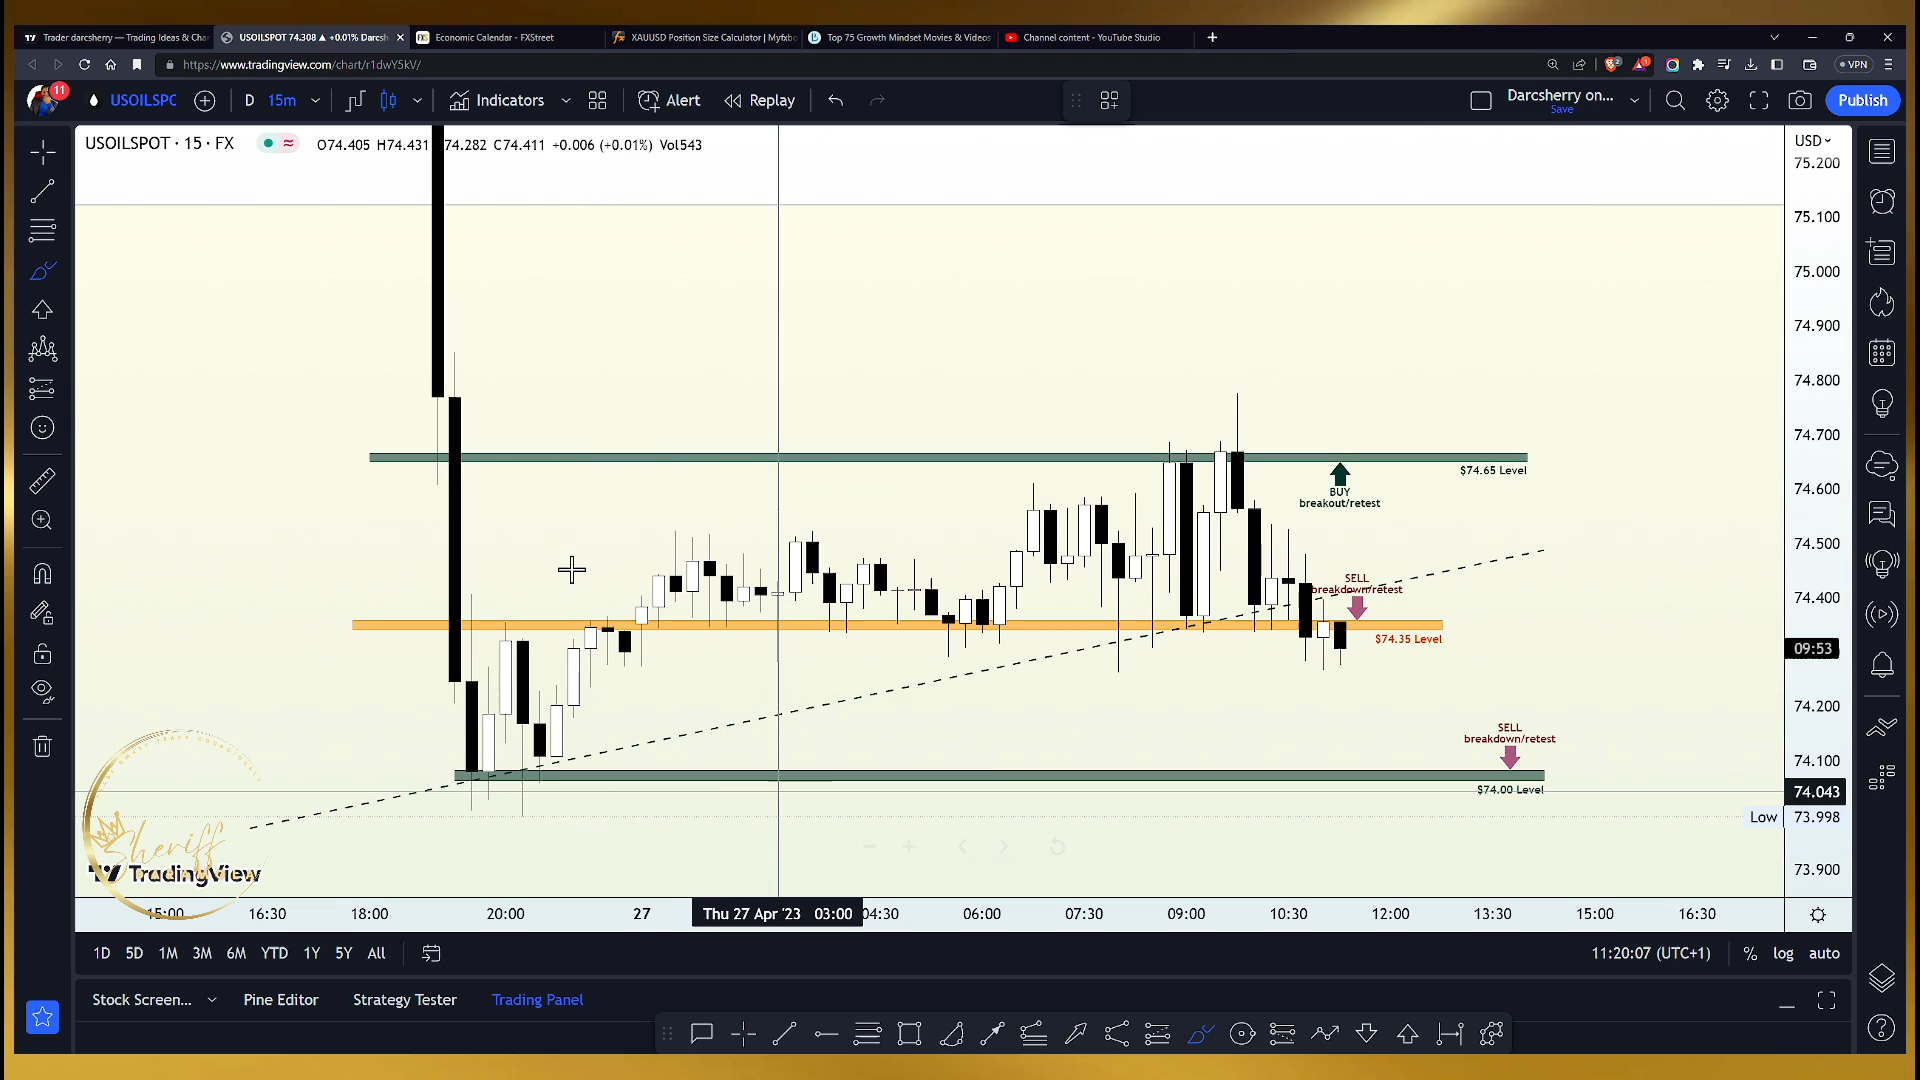 Trader darcsherry — Trading Ideas & Cha
USOILSPOT 74.308 ▲ +0.01% Darcsh
Economic Calendar - FXStreet
XAUUSD Position Size Calculator | Myfxbo
Top 75 Growth Mindset Movies & Videos
Channel content - YouTube Studio
https://www.tradingview.com/chart/r1dwY5kV/
VPN
11
USOILSPC
D
15m
Indicators
Alert
Replay
Darcsherry on...
Save
Publish
USOILSPOT · 15 · FX
O74.405 H74.431 74.282 C74.411 +0.006 (+0.01%) Vol543
USD
75.200
75.100
75.000
74.900
74.800
74.700
$74.65 Level
BUY
breakout/retest
74.600
74.500
SELL
breakdown/retest
74.400
$74.35 Level
09:53
74.200
SELL
breakdown/retest
74.100
$74.00 Level
74.043
Low 73.998
73.900
Sheriff
TradingView
15:00
16:30
18:00
20:00
27
Thu 27 Apr '23 03:00
04:30
06:00
07:30
09:00
10:30
12:00
13:30
15:00
16:30
1D
5D
1M
3M
6M
YTD
1Y
5Y
All
11:20:07 (UTC+1)
%
log
auto
Stock Screen...
Pine Editor
Strategy Tester
Trading Panel